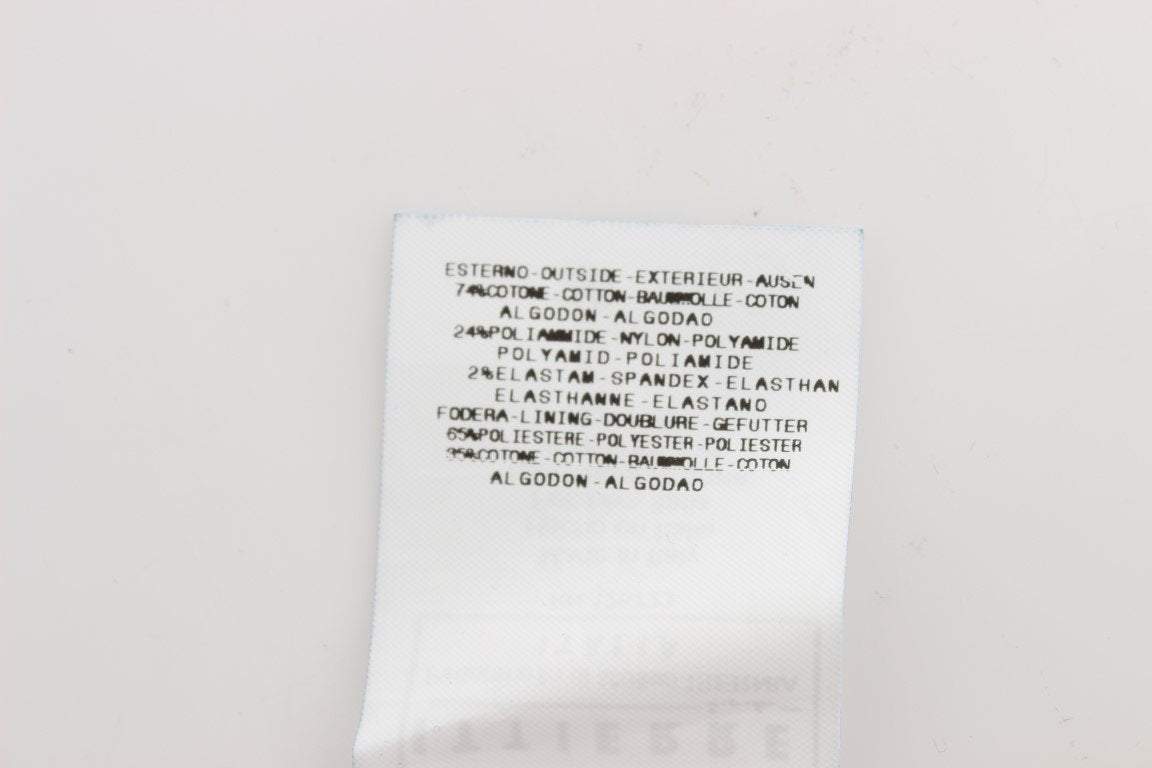 ESTERNO-OUTSIDE-EXTERIEUR-AUSEN
74%COTONE-COTTON-BAUMWOLLE-COTON
ALGODON-ALGODAO
24%POLIAMMIDE-NYLON-POLYAMIDE
POLYAMID-POLIAMIDE
2%ELASTAM-SPANDEX-ELASTHAN
ELASTHANNE-ELASTANO
FODERA-LINING-DOUBLURE-GEFUTTER
65%POLIESTERE-POLYESTER-POLIESTER
35%COTONE-COTTON-BAUMWOLLE-COTON
ALGODON-ALGODAO
ITTIERRE